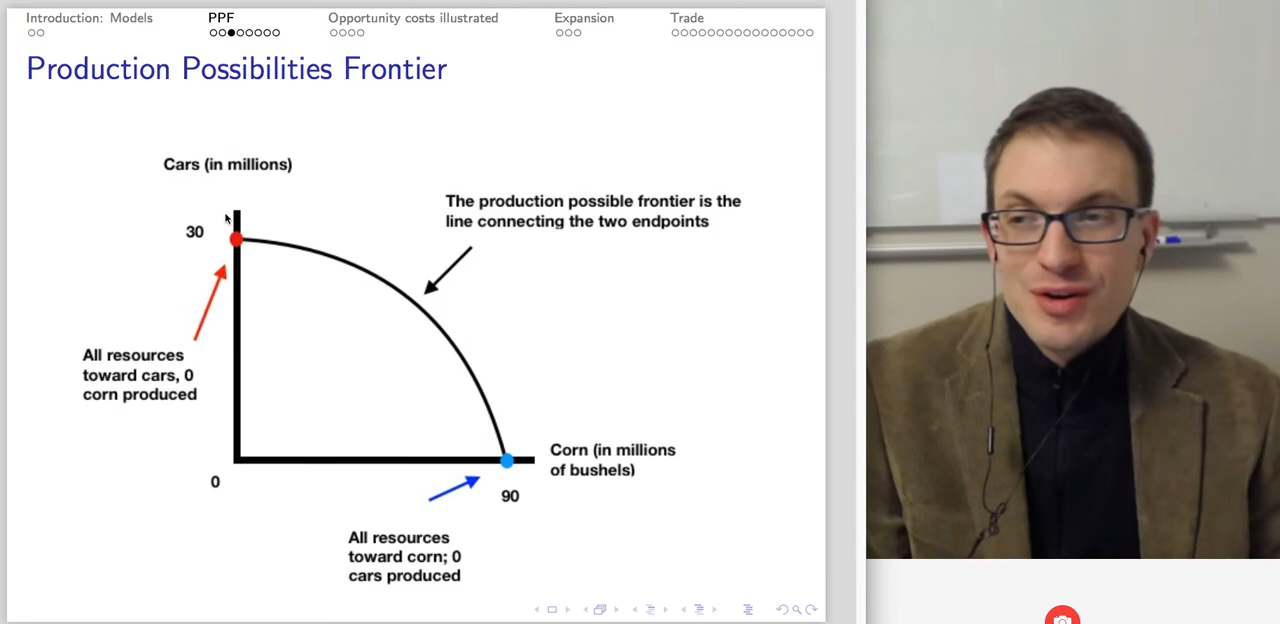 Introduction: Models
PPF
Opportunity costs illustrated
Expansion
Trade
Production Possibilities Frontier
Cars (in millions)
The production possible frontier is the
line connecting the two endpoints
30
All resources
toward cars, 0
corn produced
Corn (in millions
of bushels)
0
90
All resources
toward corn; 0
cars produced